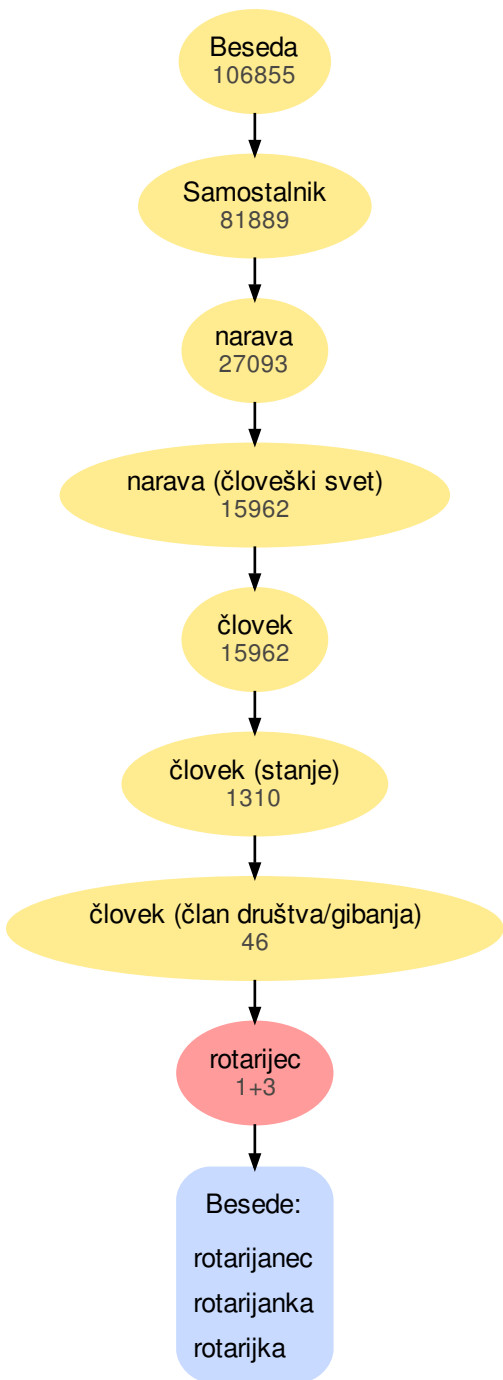 Beseda
106855
Samostalnik
81889
narava
27093
narava (človeški svet)
15962
človek
15962
človek (stanje)
1310
človek (član društva/gibanja)
46
rotarijec
1+3
Besede:
rotarijanec
rotarijanka
rotarijka